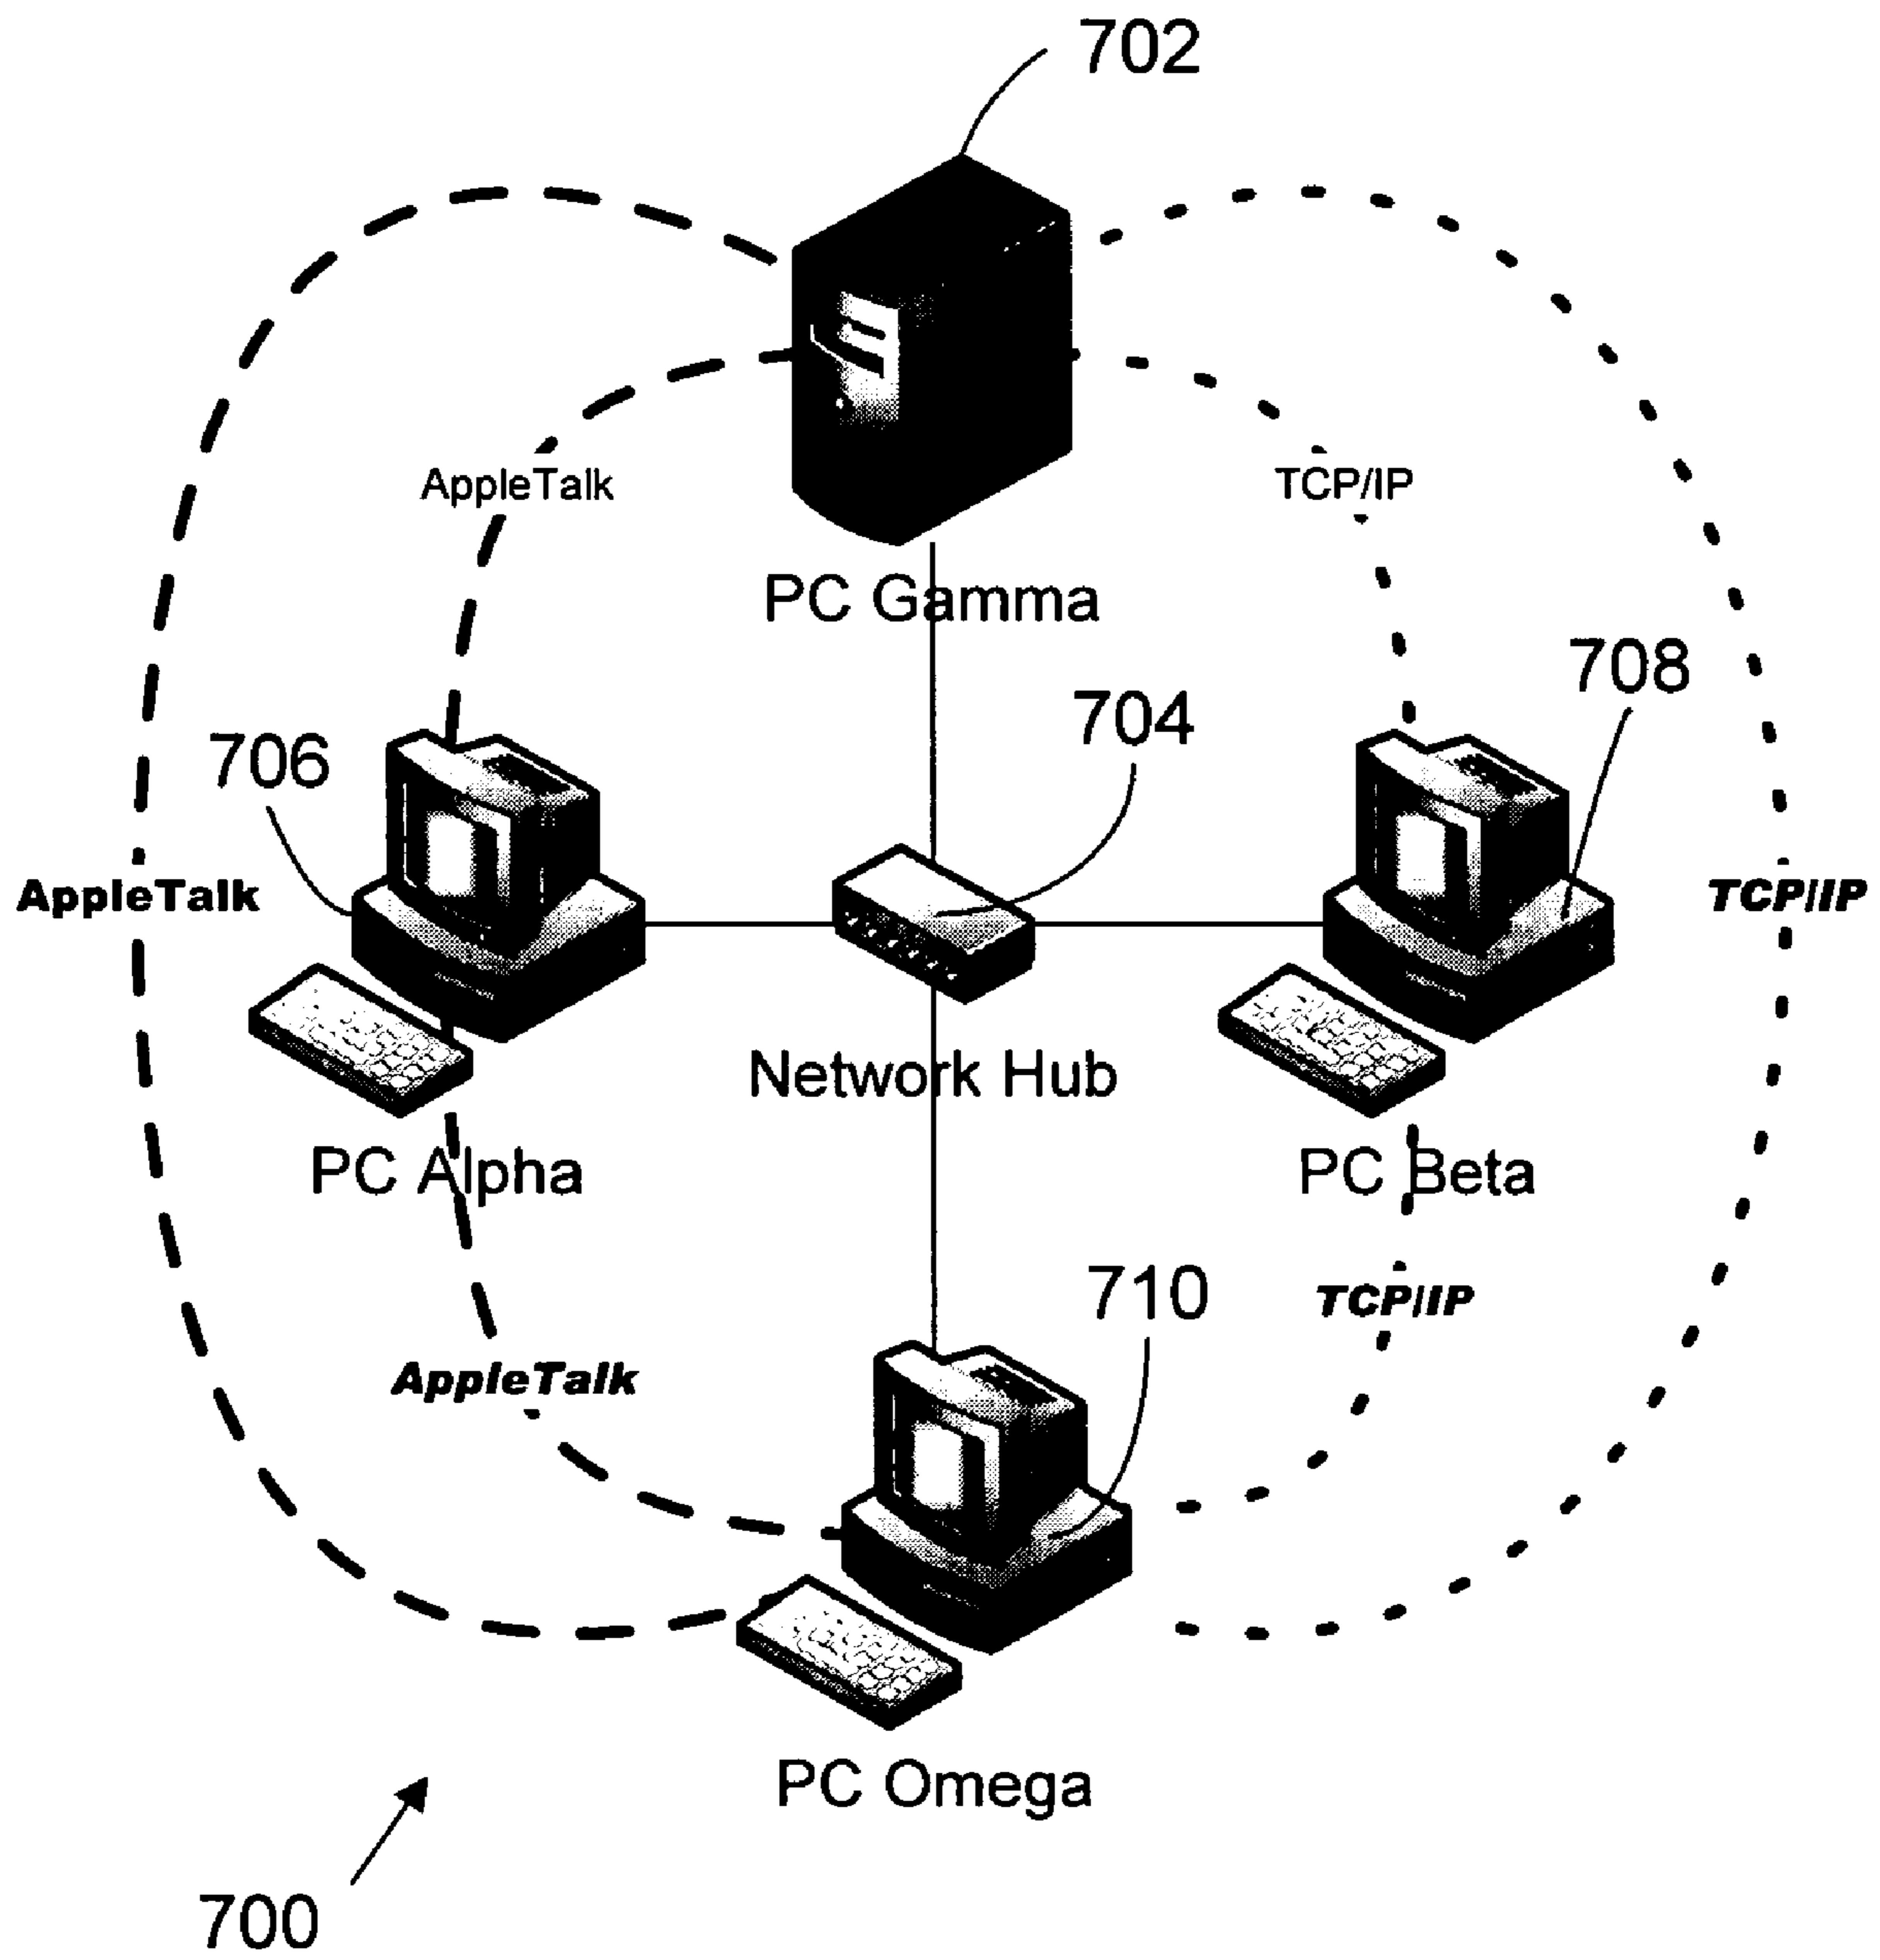 702
AppleTalk
TCP/IP
PC Gamma
708
704
706
AppleTalk
TCP/IP
Network Hub
PC Alpha
PC Beta
710
TCP/IP
AppleTalk
PC Omega
700